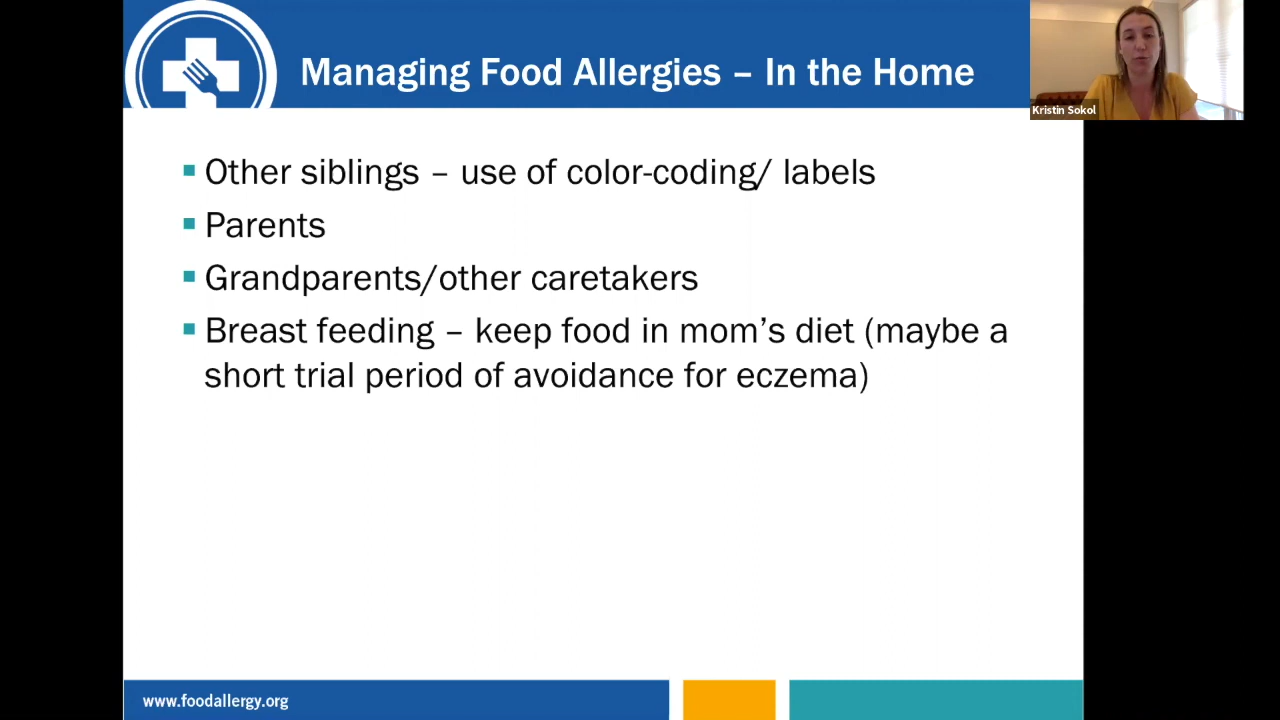 Managing Food Allergies – In the Home
Kristin Sokol
▪ Other siblings – use of color-coding/ labels
▪ Parents
▪ Grandparents/other caretakers
▪ Breast feeding – keep food in mom’s diet (maybe a
short trial period of avoidance for eczema)
www.foodallergy.org